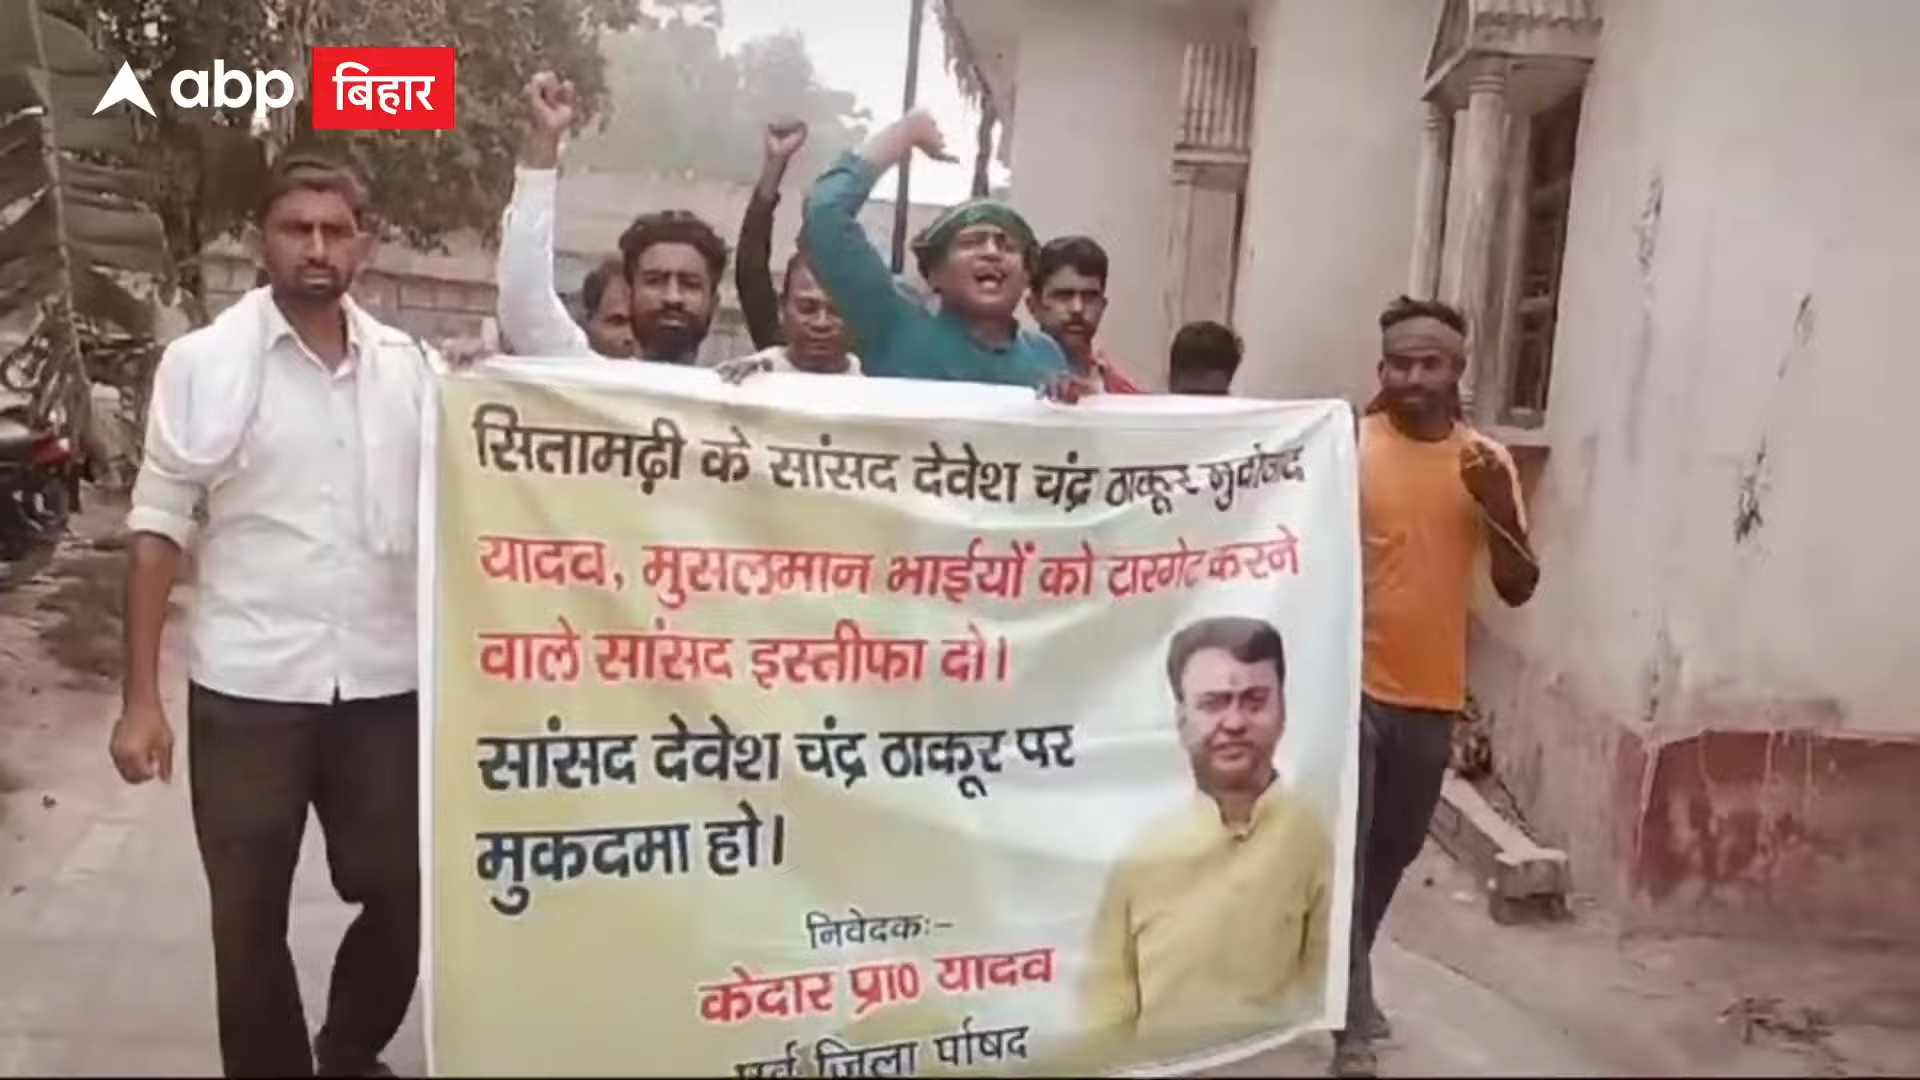 abp बिहार
सितामढ़ी के सांसद देवेश चंद्र ठाकूर मुर्दाबाद
यादव, मुसलमान भाईयों को टारगेट करने
वाले सांसद इस्तीफा दो।
सांसद देवेश चंद्र ठाकूर पर
मुकदमा हो।
निवेदकः-
केदार प्रा० यादव
पूर्व जिला र्पाषद